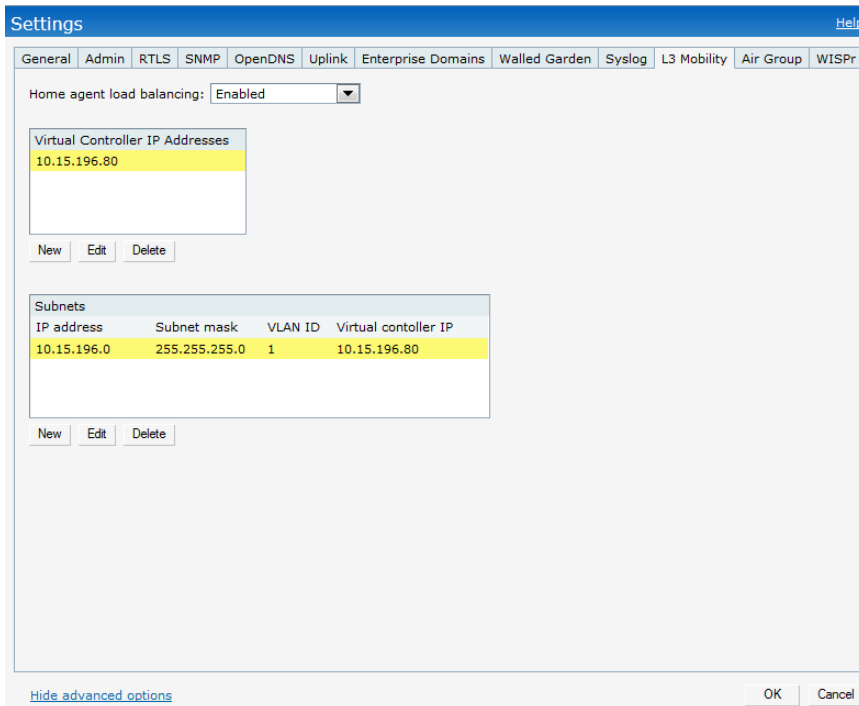 Settings
Help
General Admin RTLS SNMP OpenDNS Uplink Enterprise Domains Walled Garden Syslog L3 Mobility Air Group WISPr
Home agent load balancing: Enabled
Virtual Controller IP Addresses
10.15.196.80
New Edit Delete
Subnets
IP address Subnet mask VLAN ID Virtual contoller IP
10.15.196.0 255.255.255.0 1 10.15.196.80
New Edit Delete
Hide advanced options
OK Cancel